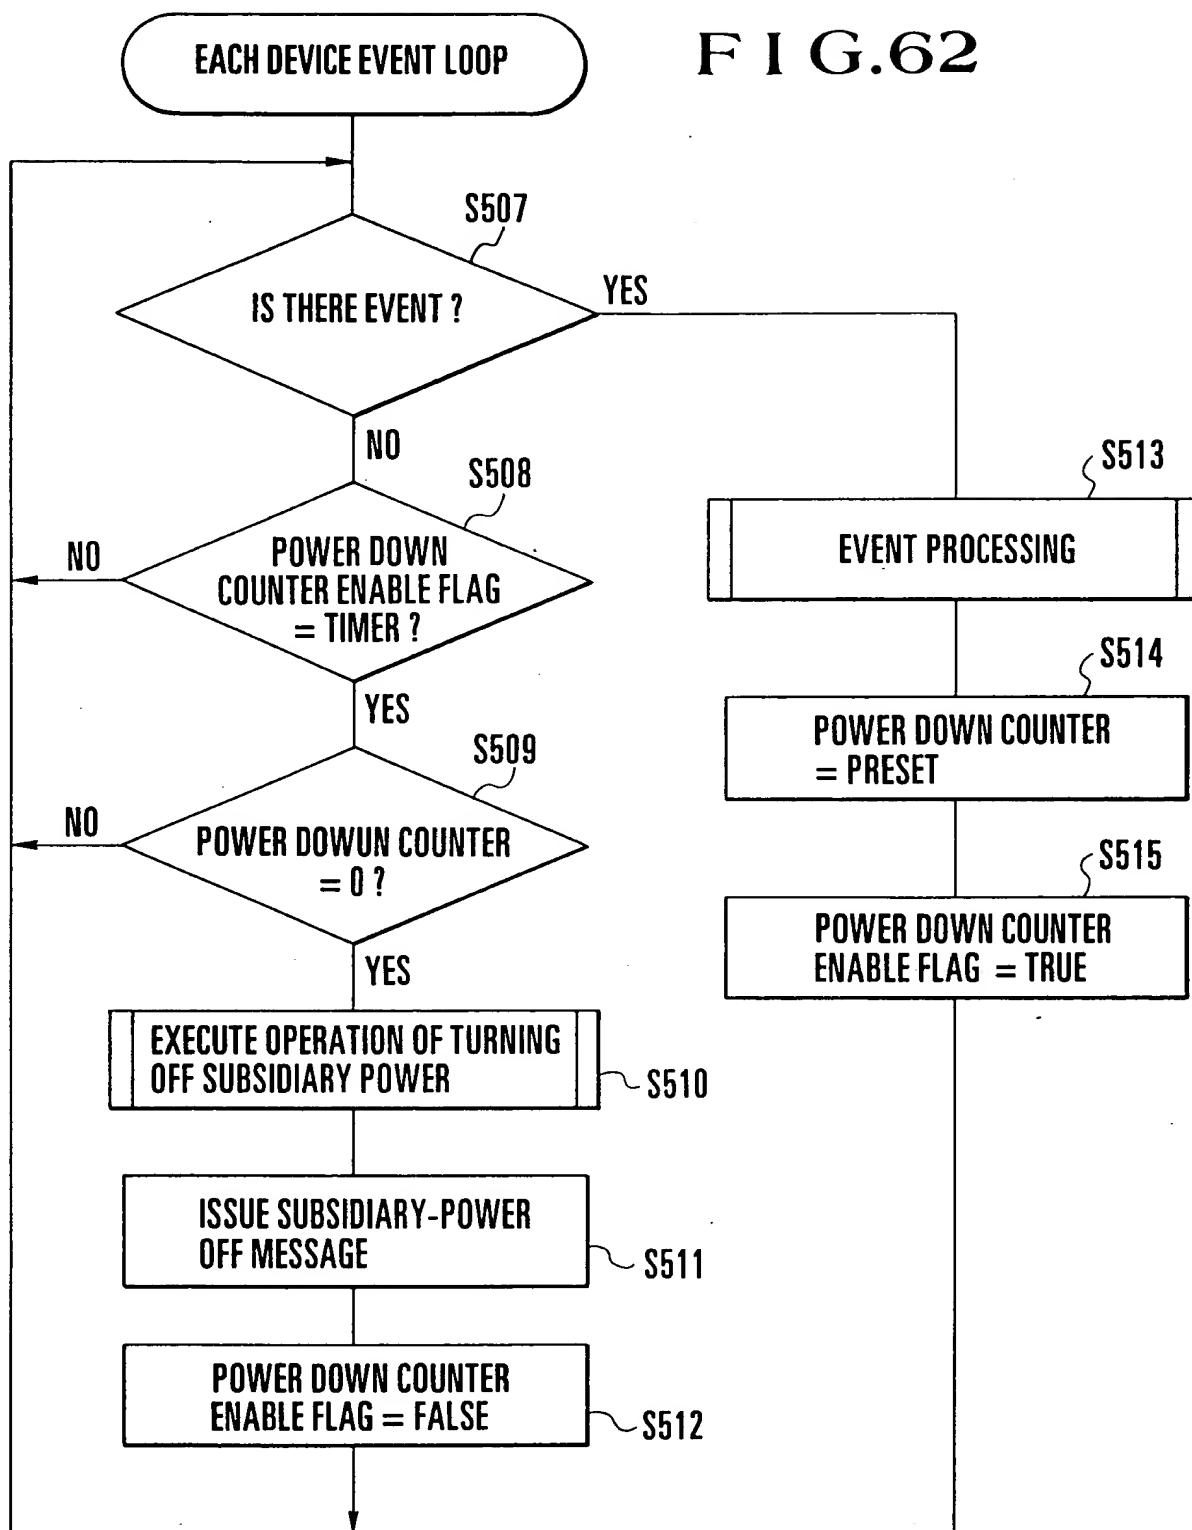 EACH DEVICE EVENT LOOP
FIG.62
S507
IS THERE EVENT ?
YES
NO
S508
POWER DOWN
COUNTER ENABLE FLAG
= TIMER ?
NO
YES
S509
POWER DOWUN COUNTER
= 0 ?
NO
YES
EXECUTE OPERATION OF TURNING
OFF SUBSIDIARY POWER
S510
ISSUE SUBSIDIARY-POWER
OFF MESSAGE
S511
POWER DOWN COUNTER
ENABLE FLAG = FALSE
S512
S513
EVENT PROCESSING
S514
POWER DOWN COUNTER
= PRESET
S515
POWER DOWN COUNTER
ENABLE FLAG = TRUE